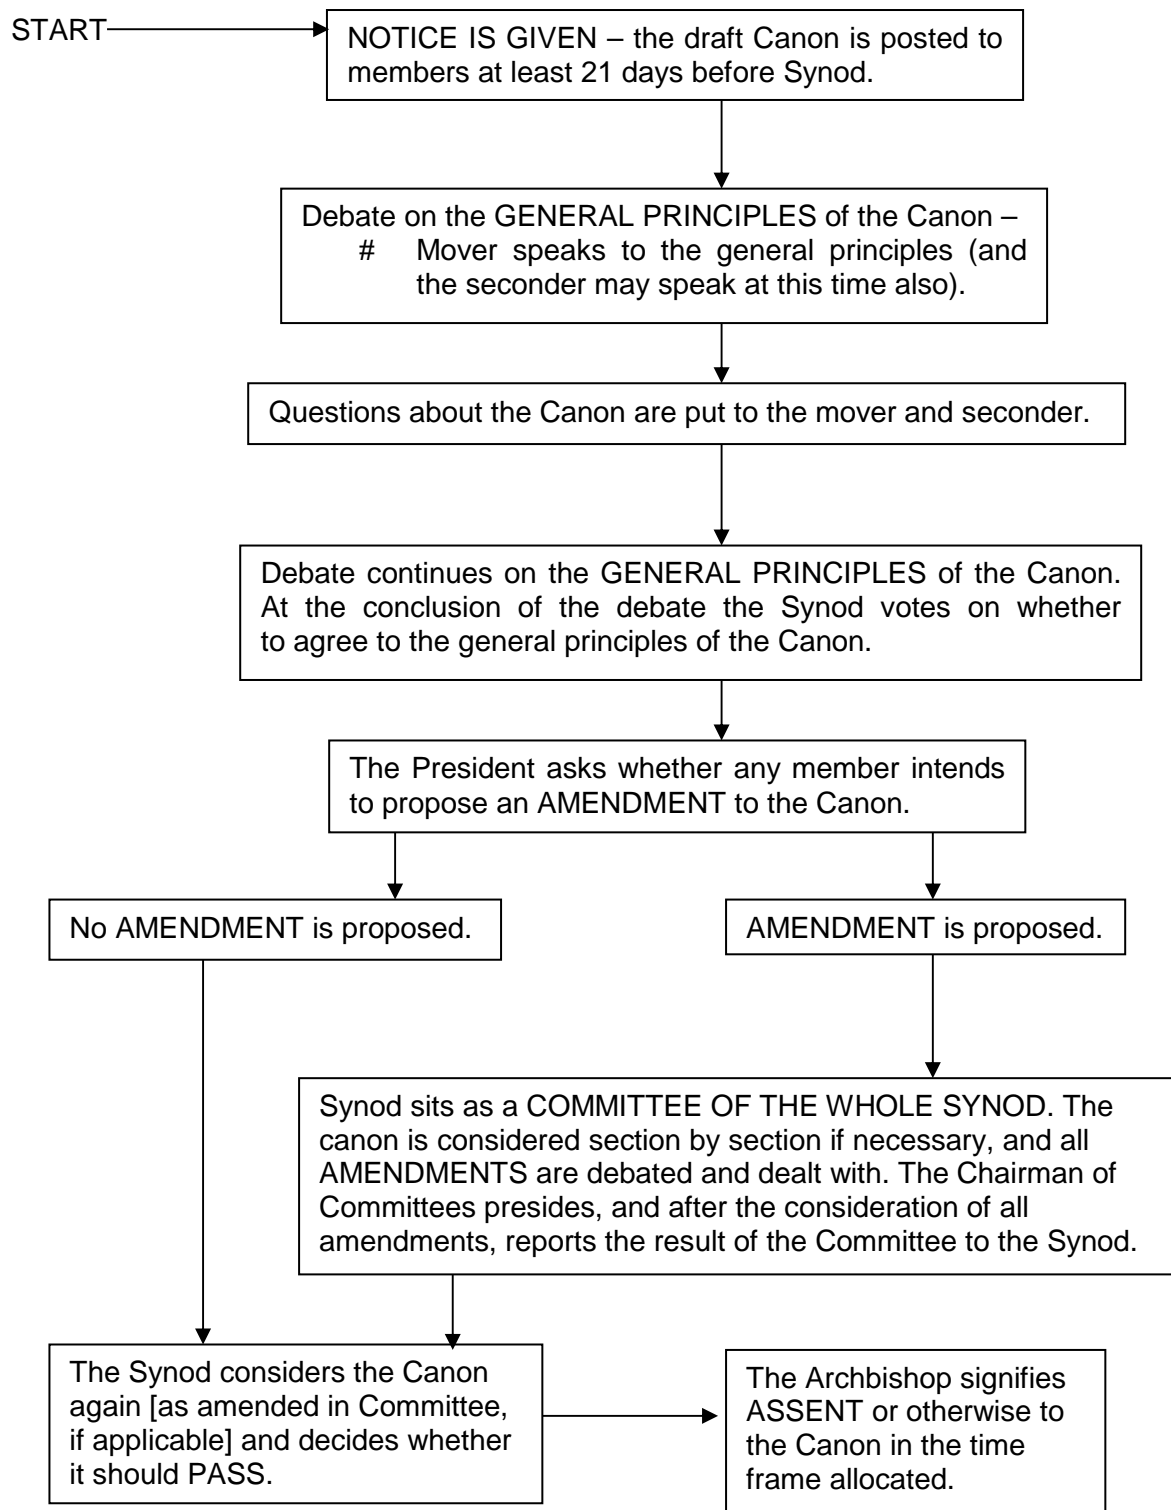 START
NOTICE IS GIVEN – the draft Canon is posted to
members at least 21 days before Synod.
Debate on the GENERAL PRINCIPLES of the Canon –
# Mover speaks to the general principles (and
the seconder may speak at this time also).
Questions about the Canon are put to the mover and seconder.
Debate continues on the GENERAL PRINCIPLES of the Canon.
At the conclusion of the debate the Synod votes on whether
to agree to the general principles of the Canon.
The President asks whether any member intends
to propose an AMENDMENT to the Canon.
No AMENDMENT is proposed.
AMENDMENT is proposed.
Synod sits as a COMMITTEE OF THE WHOLE SYNOD. The
canon is considered section by section if necessary, and all
AMENDMENTS are debated and dealt with. The Chairman of
Committees presides, and after the consideration of all
amendments, reports the result of the Committee to the Synod.
The Synod considers the Canon
again [as amended in Committee,
if applicable] and decides whether
it should PASS.
The Archbishop signifies
ASSENT or otherwise to
the Canon in the time
frame allocated.